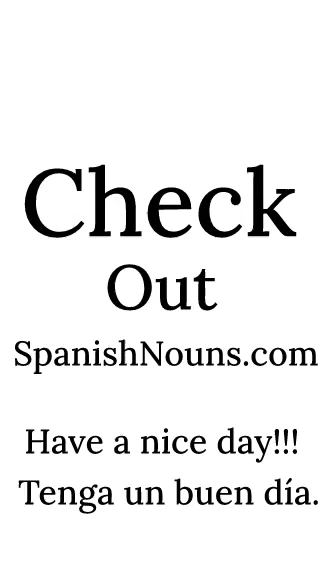 Check
Out
SpanishNouns.com
Have a nice day!!!
Tenga un buen día.